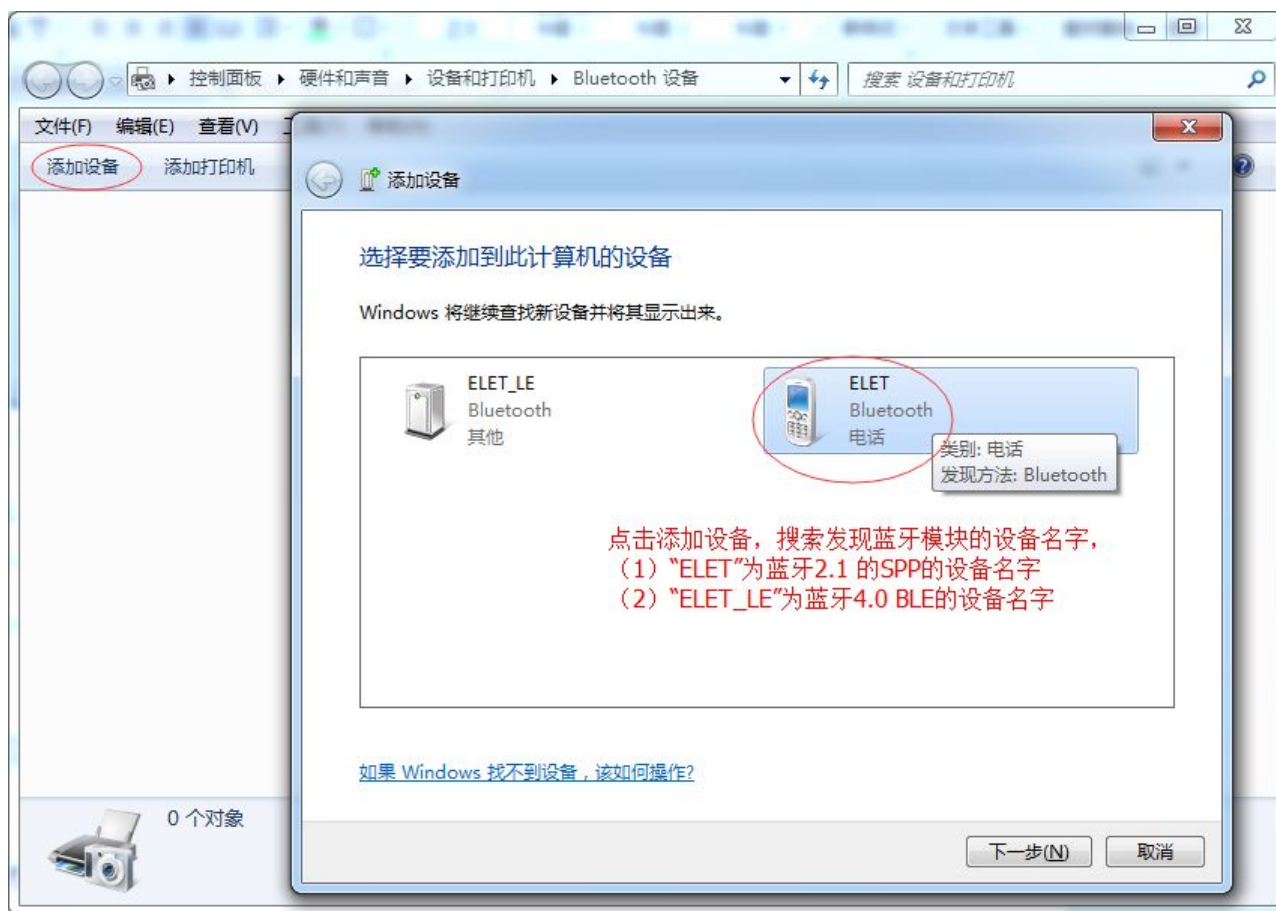 控制面板 ▸ 硬件和声音 ▸ 设备和打印机 ▸ Bluetooth 设备
搜索 设备和打印机
文件(F) 编辑(E) 查看(V)
添加设备 添加打印机
添加设备
选择要添加到此计算机的设备
Windows 将继续查找新设备并将其显示出来。
ELET_LE
Bluetooth
其他
ELET
Bluetooth
电话
类别: 电话
发现方法: Bluetooth
点击添加设备，搜索发现蓝牙模块的设备名字，
（1）“ELET”为蓝牙2.1 的SPP的设备名字
（2）“ELET_LE”为蓝牙4.0 BLE的设备名字
如果 Windows 找不到设备，该如何操作?
0 个对象
下一步(N) 取消